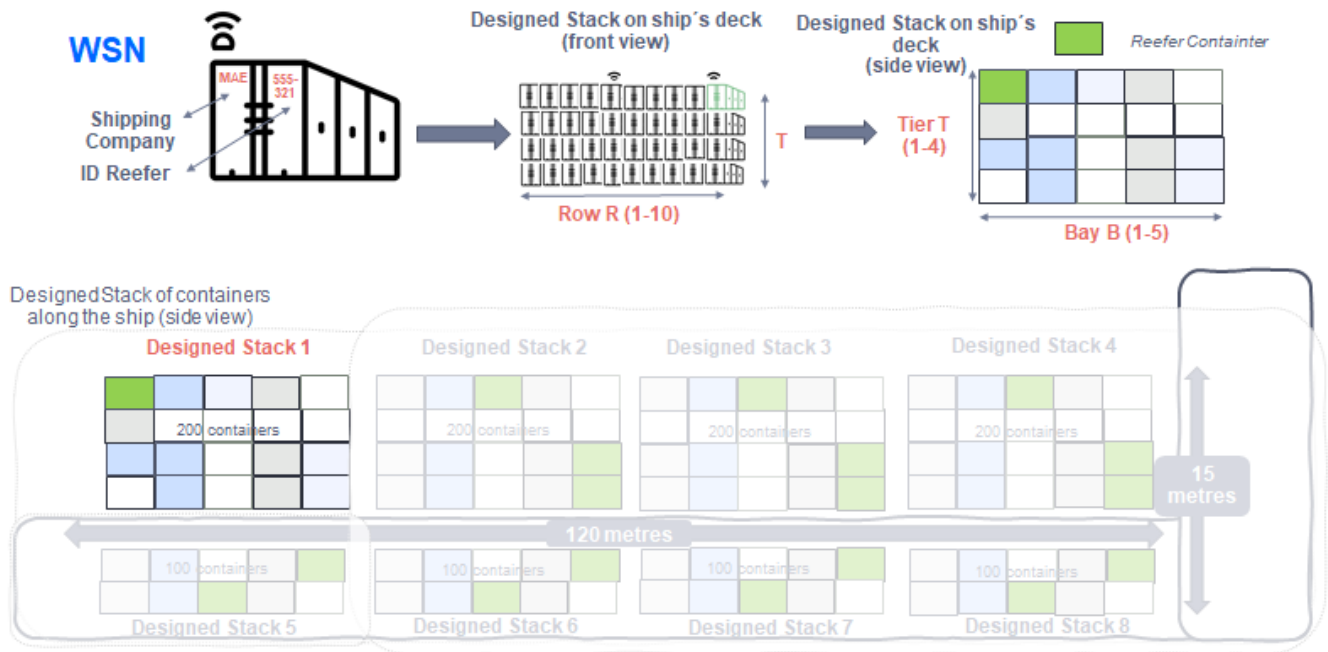 WSN
MAE
555-
321
Shipping
Company
ID Reefer
Designed Stack on ship´s deck
(front view)
T
Row R (1-10)
Designed Stack on ship's
deck
(side view)
Reefer Containter
Tier T
(1-4)
Bay B (1-5)
Designed Stack of containers
along the ship (side view)
Designed Stack 1
Designed Stack 2
Designed Stack 3
Designed Stack 4
200 containers
200 containers
200 containers
200 containers
15
metres
120 metres
100 containers
100 containers
100 containers
100 containers
Designed Stack 5
Designed Stack 6
Designed Stack 7
Designed Stack 8